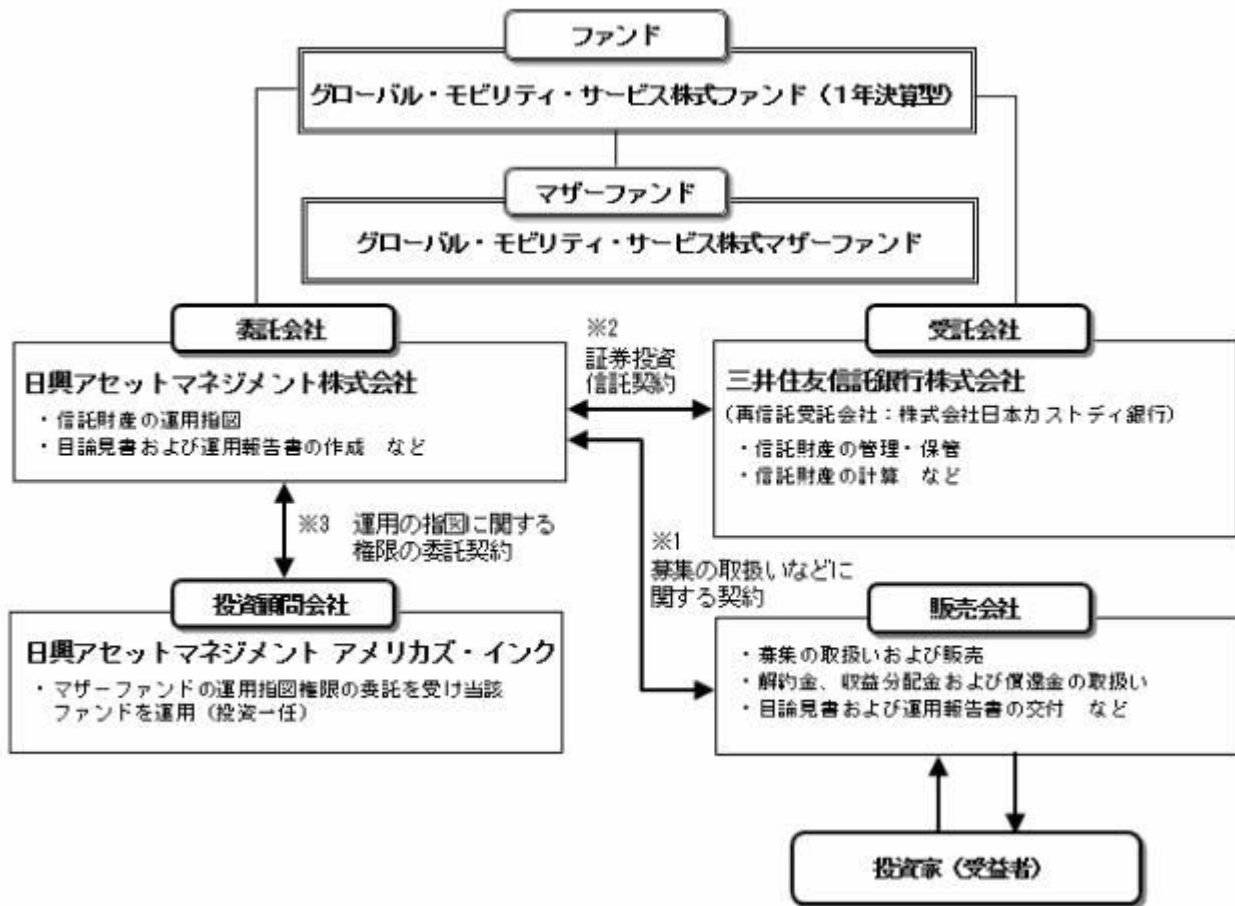 ファンド
グローバル・モビリティ・サービス株式ファンド（1年決算型）
マザーファンド
グローバル・モビリティ・サービス株式マザーファンド
委託会社
日興アセットマネジメント株式会社
・信託財産の運用指図
・目論見書および運用報告書の作成　など
※2
証券投資
信託契約
受託会社
三井住友信託銀行株式会社
（再信託受託会社：株式会社日本カストディ銀行）
・信託財産の管理・保管
・信託財産の計算　など
※3　運用の指図に関する
権限の委託契約
※1
募集の取扱いなどに
関する契約
投資顧問会社
日興アセットマネジメント アメリカズ・インク
・マザーファンドの運用指図権限の委託を受け当該
ファンドを運用（投資一任）
販売会社
・募集の取扱いおよび販売
・解約金、収益分配金および償還金の取扱い
・目論見書および運用報告書の交付　など
投資家（受益者）